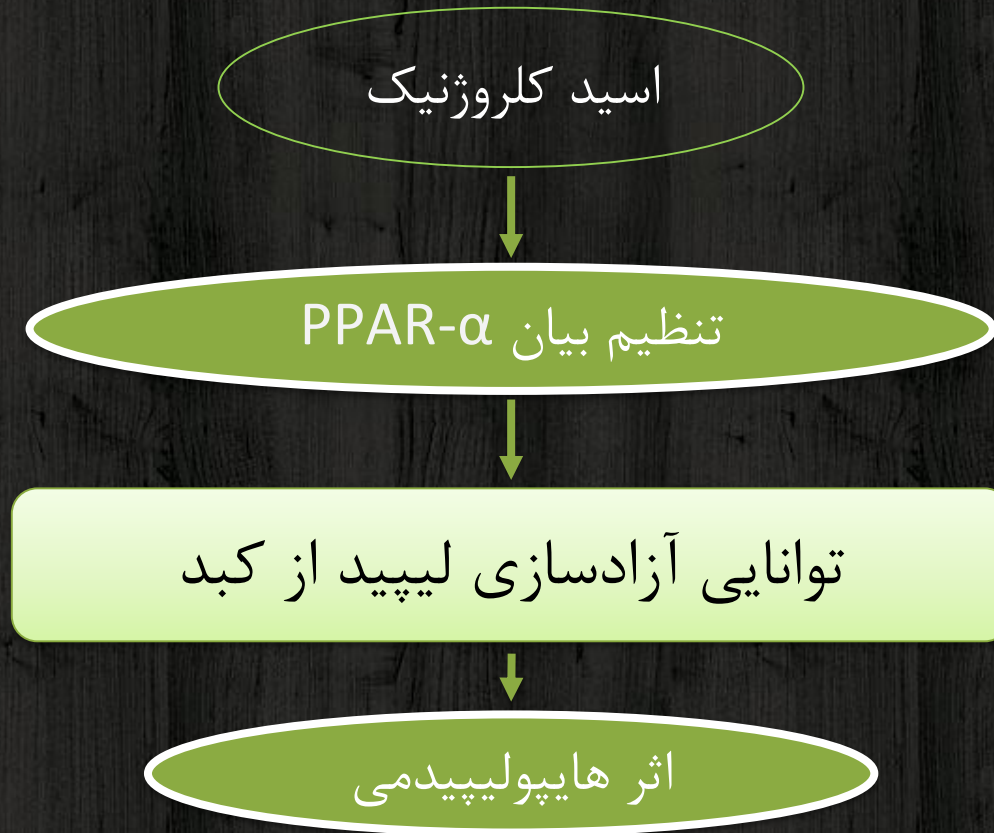 اسید کلروژنیک
تنظیم بیان PPAR-α
توانایی آزادسازی لیپید از کبد
اثر هایپولیپیدمی